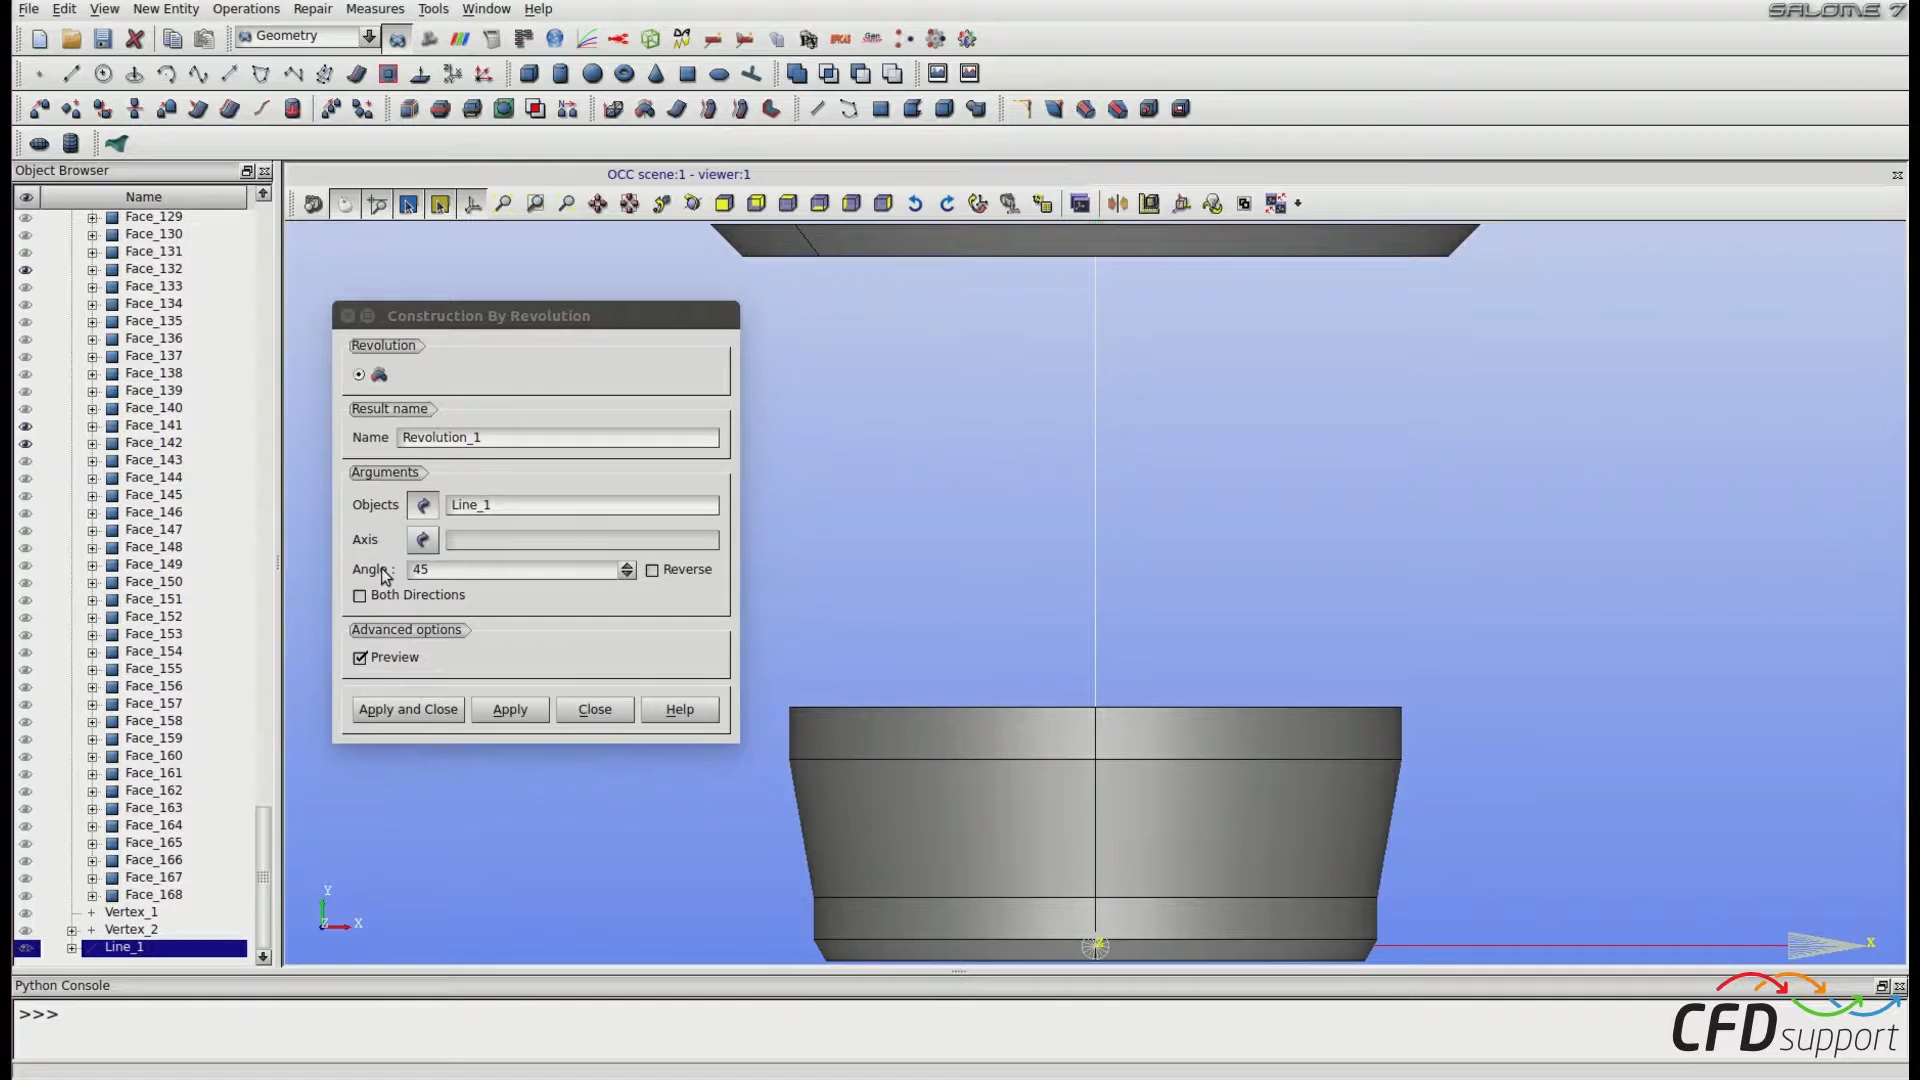 File Edit View New Entity Operations Repair Measures Tools Window Help
SALOME 7
Geometry
Object Browser
OCC scene:1 - viewer:1
Name
Face_129
Face_130
Face_131
Face_132
Face_133
Face_134
Face_135
Face_136
Face_137
Face_138
Face_139
Face_140
Face_141
Face_142
Face_143
Face_144
Face_145
Face_146
Face_147
Face_148
Face_149
Face_150
Face_151
Face_152
Face_153
Face_154
Face_155
Face_156
Face_157
Face_158
Face_159
Face_160
Face_161
Face_162
Face_163
Face_164
Face_165
Face_166
Face_167
Face_168
Vertex_1
Vertex_2
Line_1
Construction By Revolution
Revolution
Result name
Name Revolution_1
Arguments
Objects Line_1
Axis
Angle : 45 Reverse
Both Directions
Advanced options
Preview
Apply and Close Apply Close Help
Y
Z X
Z
X
Python Console
>>>
CFD support